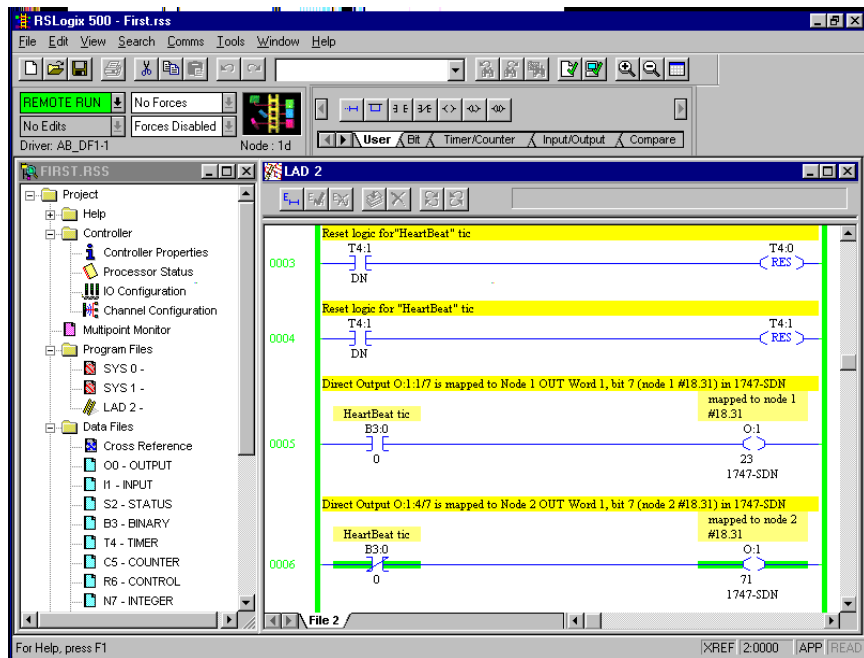 RSLogix 500 - First.rss
File Edit View Search Comms Tools Window Help
REMOTE RUN No Forces
No Edits Forces Disabled
Driver: AB_DF1-1 Node : 1d
User Bit Timer/Counter Input/Output Compare
FIRST.RSS
Project
Help
Controller
Controller Properties
Processor Status
IO Configuration
Channel Configuration
Multipoint Monitor
Program Files
SYS 0 -
SYS 1 -
LAD 2 -
Data Files
Cross Reference
O0 - OUTPUT
I1 - INPUT
S2 - STATUS
B3 - BINARY
T4 - TIMER
C5 - COUNTER
R6 - CONTROL
N7 - INTEGER
LAD 2
Reset logic for"HeartBeat" tic
T4:1 T4:0
0003 RES
DN
Reset logic for "HeartBeat" tic
T4:1 T4:1
0004 RES
DN
Direct Output O:1:1/7 is mapped to Node 1 OUT Word 1, bit 7 (node 1 #18.31) in 1747-SDN
mapped to node 1
HeartBeat tic #18.31
B3:0 O:1
0005
0 23
1747-SDN
Direct Output O:1:4/7 is mapped to Node 2 OUT Word 1, bit 7 (node 2 #18.31) in 1747-SDN
mapped to node 2
HeartBeat tic #18.31
B3:0 O:1
0006
0 71
1747-SDN
File 2
For Help, press F1 XREF 2:0000 APP READ